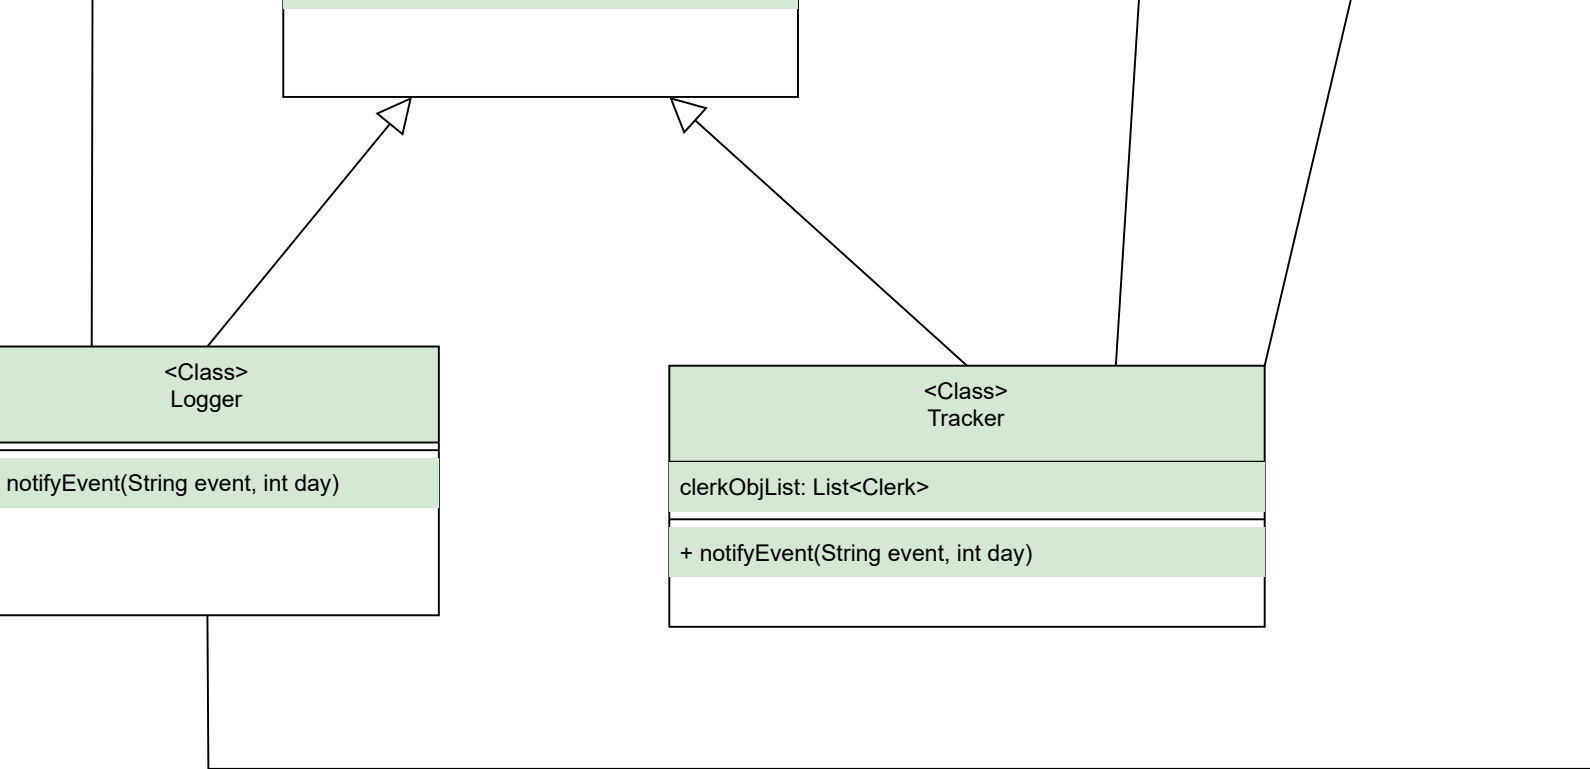 <Class>
Logger
notifyEvent(String event, int day)
<Class>
Tracker
clerkObjList: List<Clerk>
+ notifyEvent(String event, int day)